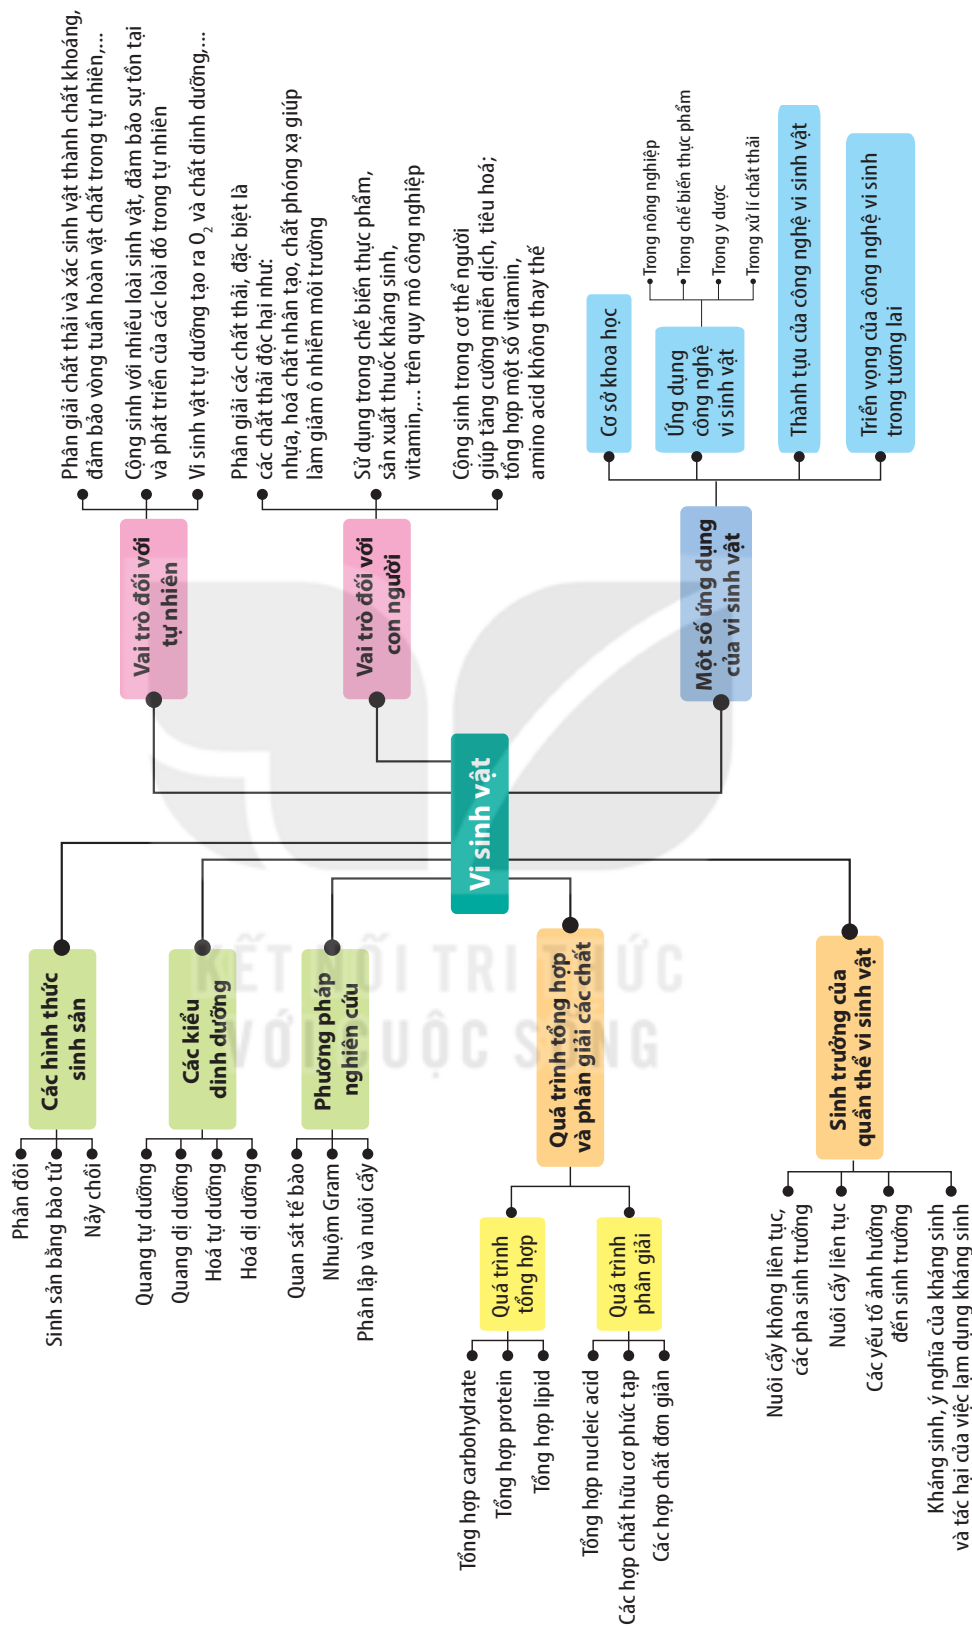 Vi sinh vật
Các hình thức
sinh sản
Phân đôi
Sinh sản bằng bào tử
Nảy chồi
Các kiểu
dinh dưỡng
Quang tự dưỡng
Quang dị dưỡng
Hoá tự dưỡng
Hoá dị dưỡng
Phương pháp
nghiên cứu
Quan sát tế bào
Nhuộm Gram
Phân lập và nuôi cấy
Quá trình tổng hợp
và phân giải các chất
Quá trình
tổng hợp
Tổng hợp carbohydrate
Tổng hợp protein
Tổng hợp lipid
Quá trình
phân giải
Tổng hợp nucleic acid
Các hợp chất hữu cơ phức tạp
Các hợp chất đơn giản
Sinh trưởng của
quần thể vi sinh vật
Nuôi cấy không liên tục,
các pha sinh trưởng
Nuôi cấy liên tục
Các yếu tố ảnh hưởng
đến sinh trưởng
Kháng sinh, ý nghĩa của kháng sinh
và tác hại của việc lạm dụng kháng sinh
Vai trò đối với
tự nhiên
Phân giải chất thải và xác sinh vật thành chất khoáng,
đảm bảo vòng tuần hoàn vật chất trong tự nhiên,...
Cộng sinh với nhiều loài sinh vật, đảm bảo sự tồn tại
và phát triển của các loài đó trong tự nhiên
Vi sinh vật tự dưỡng tạo ra O₂ và chất dinh dưỡng,...
Vai trò đối với
con người
Phân giải các chất thải, đặc biệt là
các chất thải độc hại như:
nhựa, hoá chất nhân tạo, chất phóng xạ giúp
làm giảm ô nhiễm môi trường
Sử dụng trong chế biến thực phẩm,
sản xuất thuốc kháng sinh,
vitamin,... trên quy mô công nghiệp
Cộng sinh trong cơ thể người
giúp tăng cường miễn dịch, tiêu hoá;
tổng hợp một số vitamin,
amino acid không thay thế
Một số ứng dụng
của vi sinh vật
Cơ sở khoa học
Ứng dụng
công nghệ
vi sinh vật
Trong nông nghiệp
Trong chế biến thực phẩm
Trong y dược
Trong xử lí chất thải
Thành tựu của công nghệ vi sinh vật
Triển vọng của công nghệ vi sinh
trong tương lai
KẾT NỐI TRI THỨC
VỚI CUỘC SỐNG